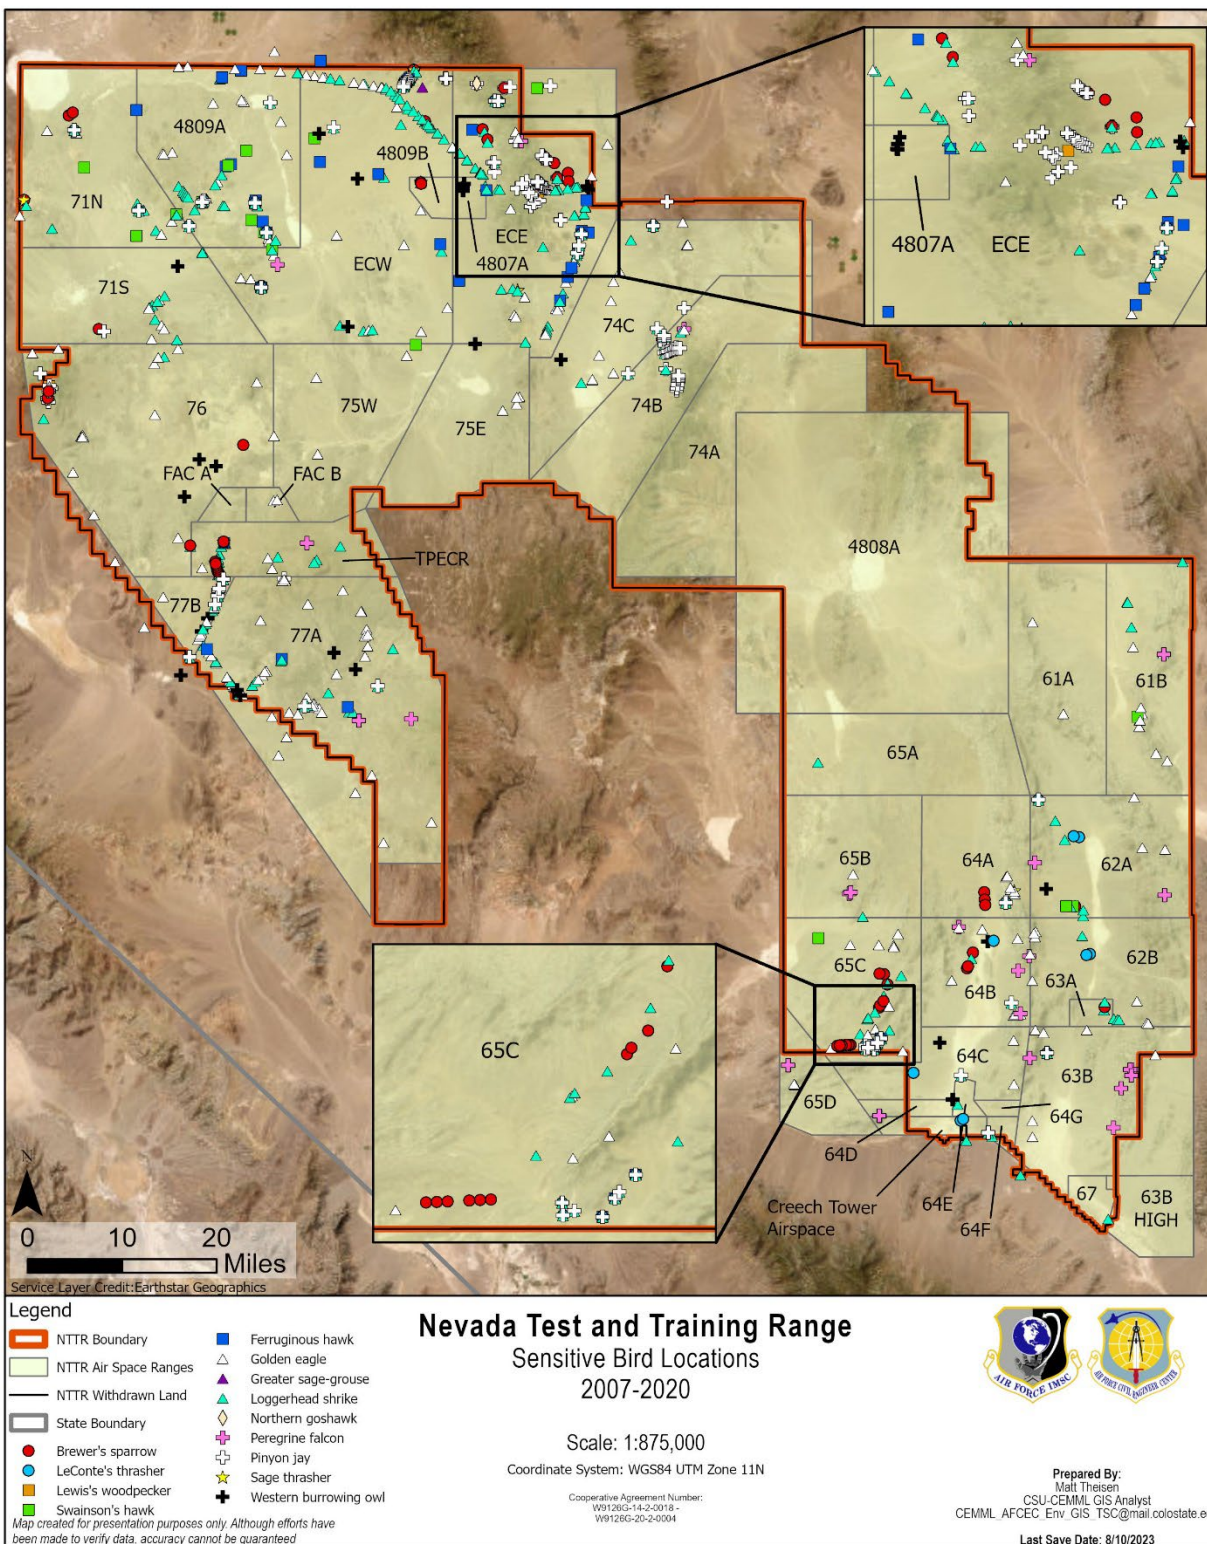 4809A
4809B
71N
ECE
4807A
ECW
71S
4807A
ECE
74C
76
75W
75E
74B
74A
FAC A
FAC B
4808A
TPECR
77B
77A
61A
61B
65A
65B
64A
62A
65C
64B
62B
63A
65C
64C
63B
65D
64G
64D
64E
64F
Creech Tower
Airspace
67
63B
HIGH
N
0 10 20
Miles
Service Layer Credit:Earthstar Geographics
Legend
NTTR Boundary
NTTR Air Space Ranges
NTTR Withdrawn Land
State Boundary
Brewer's sparrow
LeConte's thrasher
Lewis's woodpecker
Swainson's hawk
Ferruginous hawk
Golden eagle
Greater sage-grouse
Loggerhead shrike
Northern goshawk
Peregrine falcon
Pinyon jay
Sage thrasher
Western burrowing owl
Map created for presentation purposes only. Although efforts have
been made to verify data, accuracy cannot be guaranteed
Nevada Test and Training Range
Sensitive Bird Locations
2007-2020
Scale: 1:875,000
Coordinate System: WGS84 UTM Zone 11N
Cooperative Agreement Number:
W9126G-14-2-0018 -
W9126G-20-2-0004
AIR FORCE IMSC
AIR FORCE CIVIL ENGINEER CENTER
Prepared By:
Matt Theisen
CSU-CEMML GIS Analyst
CEMML_AFCEC_Env_GIS_TSC@mail.colostate.e
Last Save Date: 8/10/2023